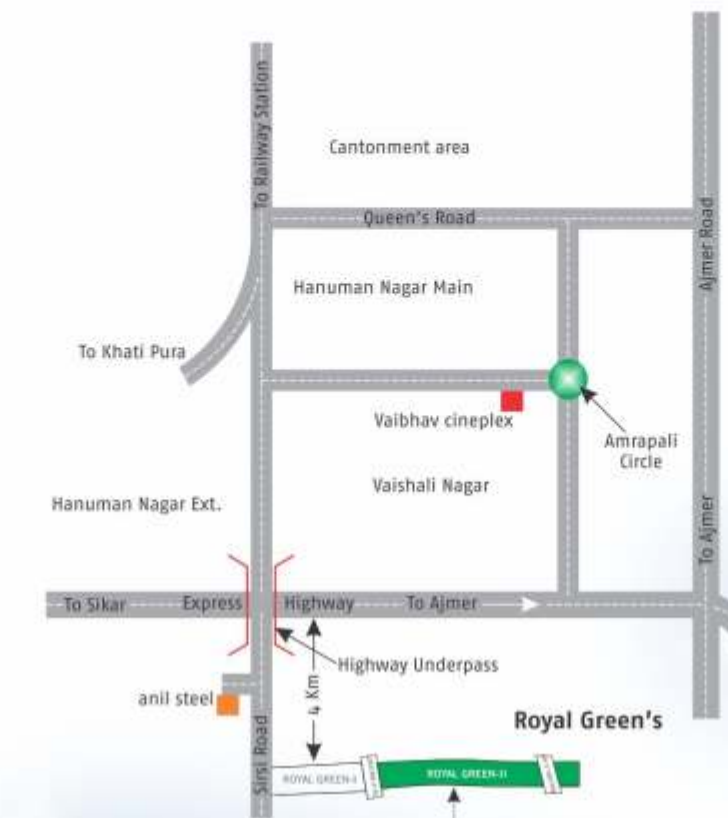 To Railway Station
Cantonment area
Queen's Road
Ajmer Road
Hanuman Nagar Main
To Khati Pura
Vaibhav cineplex
Amrapali
Circle
Vaishali Nagar
Hanuman Nagar Ext.
To Ajmer
To Sikar
Express
Highway
To Ajmer
Highway Underpass
anil steel
4 Km
Royal Green's
Sirsi Road
ROYAL GREEN-I
ROYAL GREEN-II